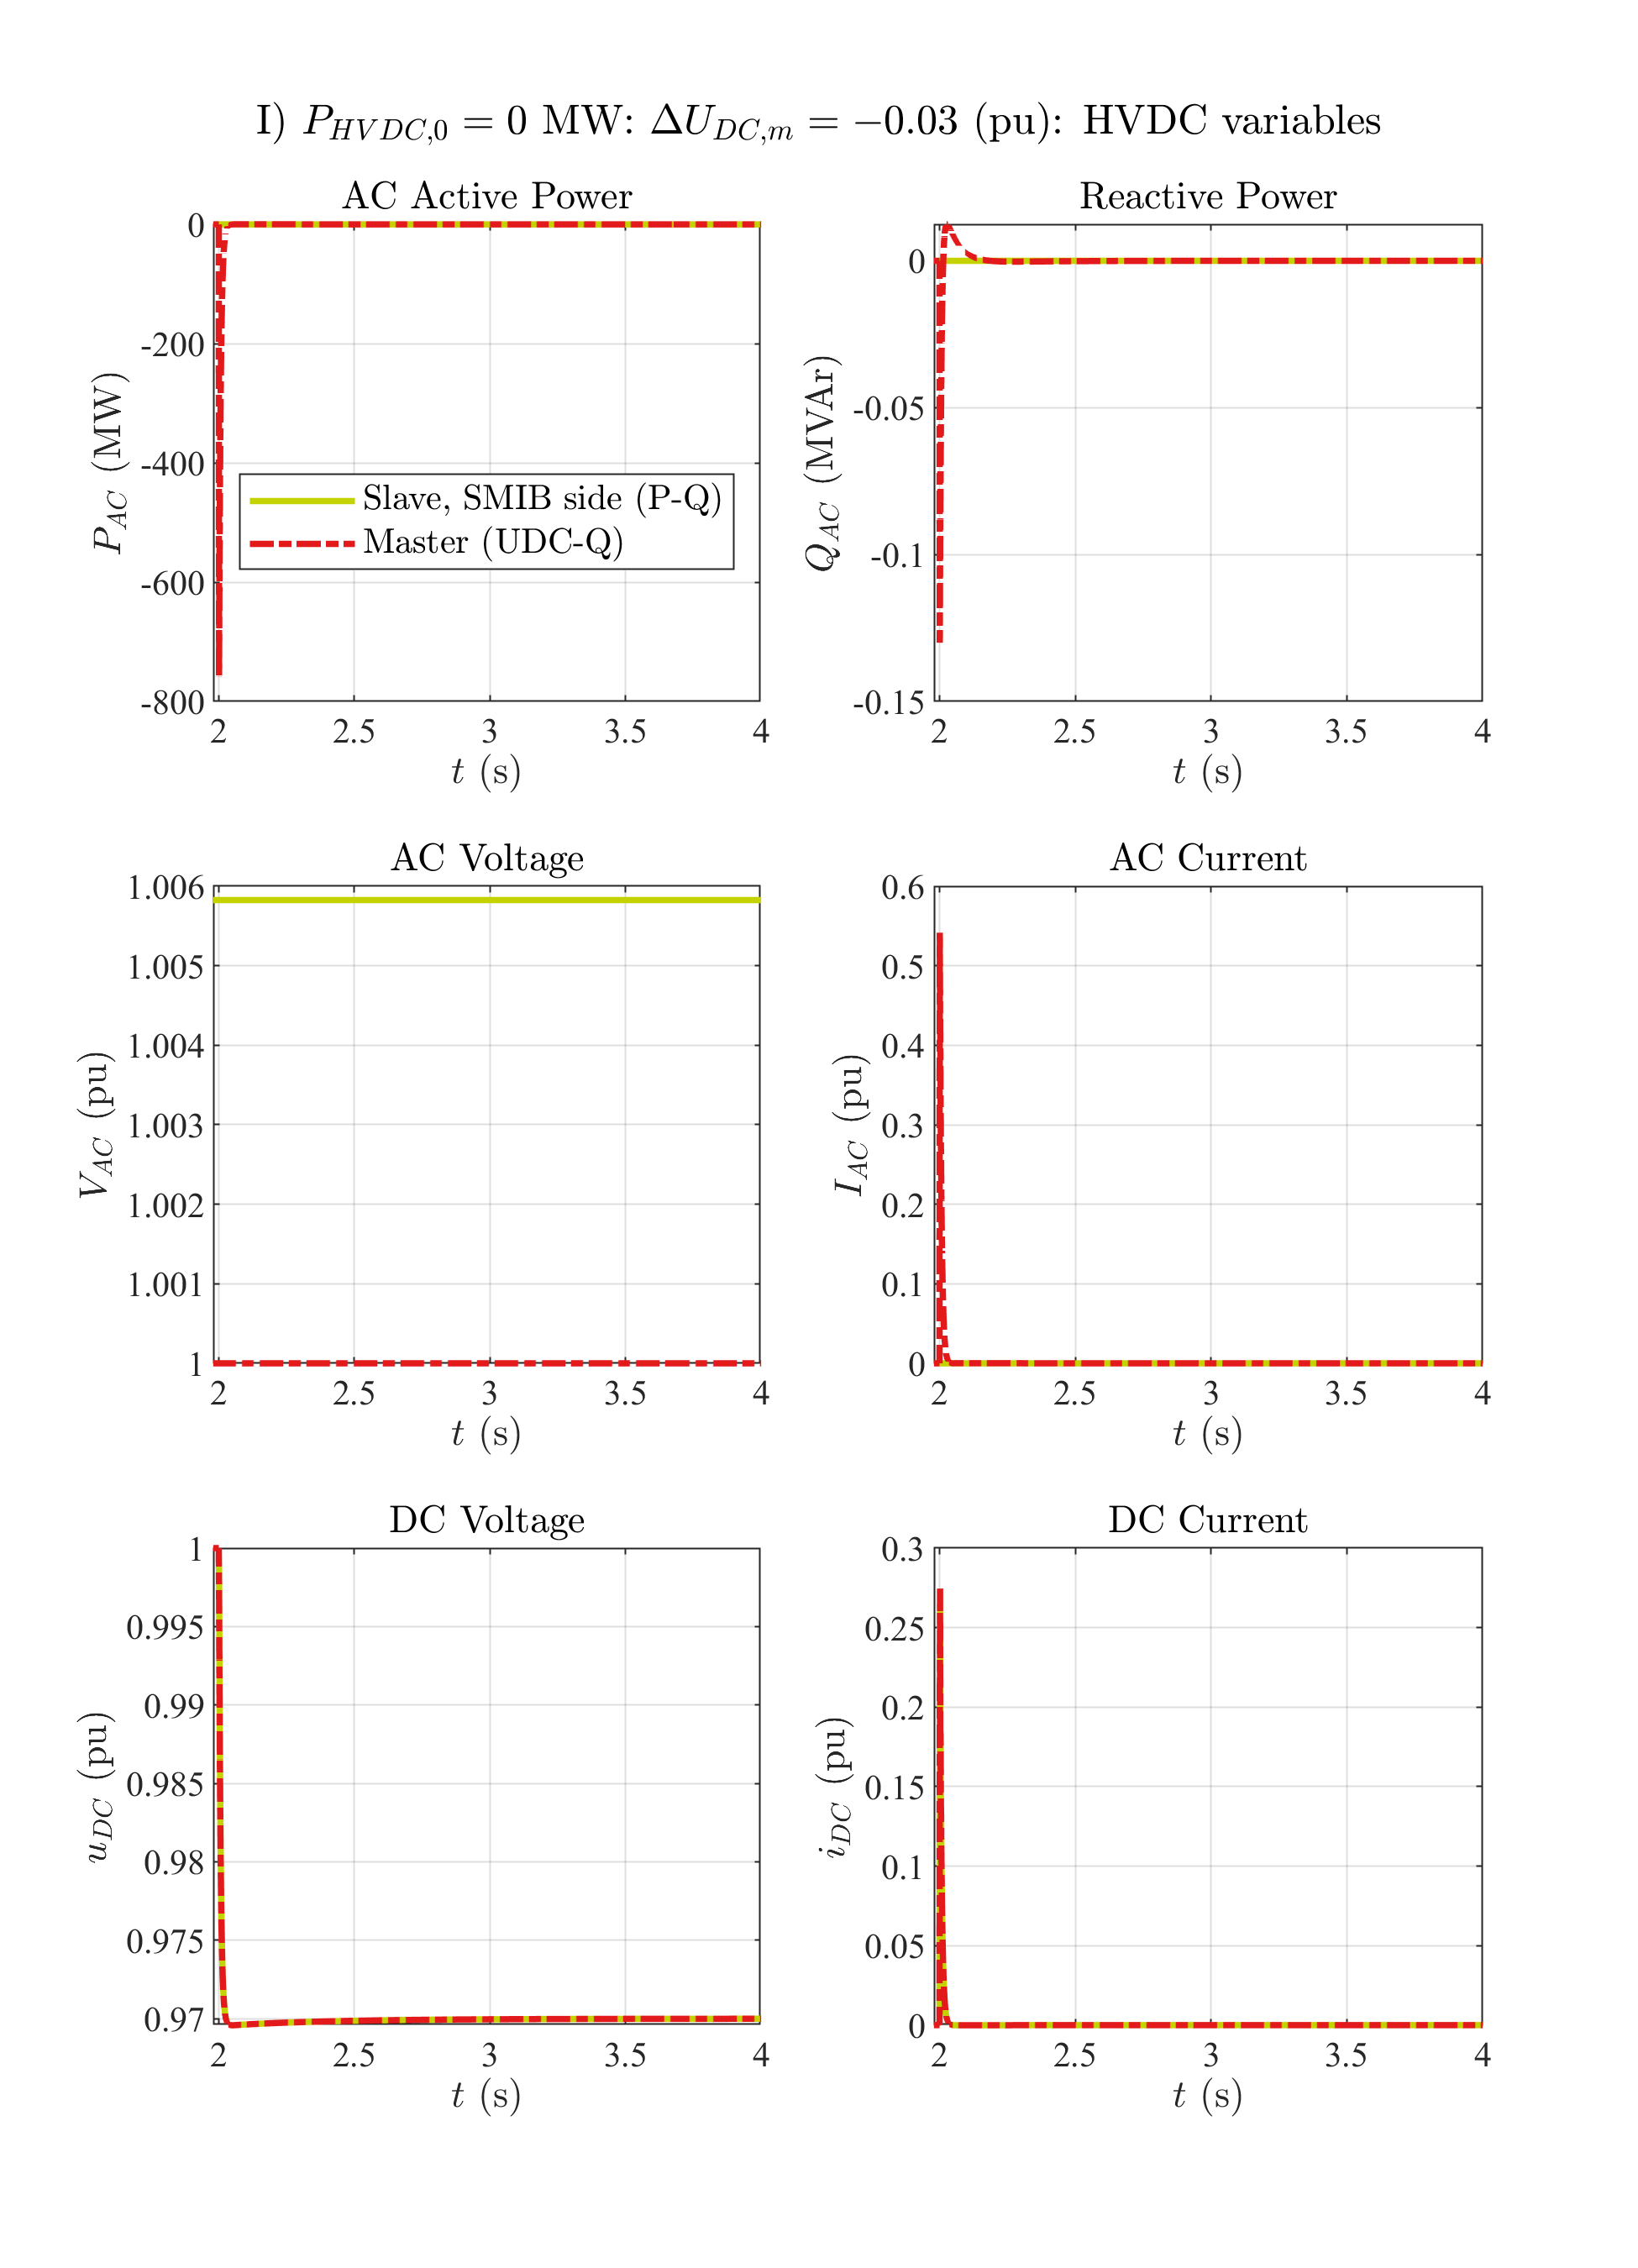 I) P_{HVDC,0} = 0 MW: ΔU_{DC,m} = −0.03 (pu): HVDC variables
AC Active Power
P_{AC} (MW)
0
-200
-400
-600
-800
Slave, SMIB side (P-Q)
Master (UDC-Q)
2 2.5 3 3.5 4
t (s)
Reactive Power
Q_{AC} (MVAr)
0
-0.05
-0.1
-0.15
2 2.5 3 3.5 4
t (s)
AC Voltage
V_{AC} (pu)
1.006
1.005
1.004
1.003
1.002
1.001
1
2 2.5 3 3.5 4
t (s)
AC Current
I_{AC} (pu)
0.6
0.5
0.4
0.3
0.2
0.1
0
2 2.5 3 3.5 4
t (s)
DC Voltage
u_{DC} (pu)
1
0.995
0.99
0.985
0.98
0.975
0.97
2 2.5 3 3.5 4
t (s)
DC Current
i_{DC} (pu)
0.3
0.25
0.2
0.15
0.1
0.05
0
2 2.5 3 3.5 4
t (s)